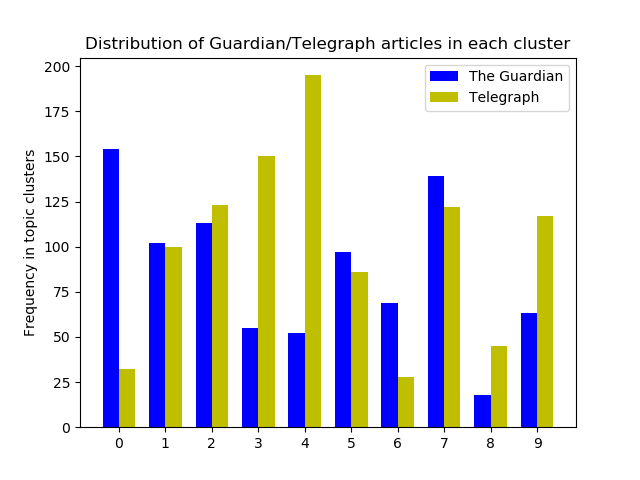 Distribution of Guardian/Telegraph articles in each cluster
The Guardian
Telegraph
Frequency in topic clusters
200
175
150
125
100
75
50
25
0
0 1 2 3 4 5 6 7 8 9